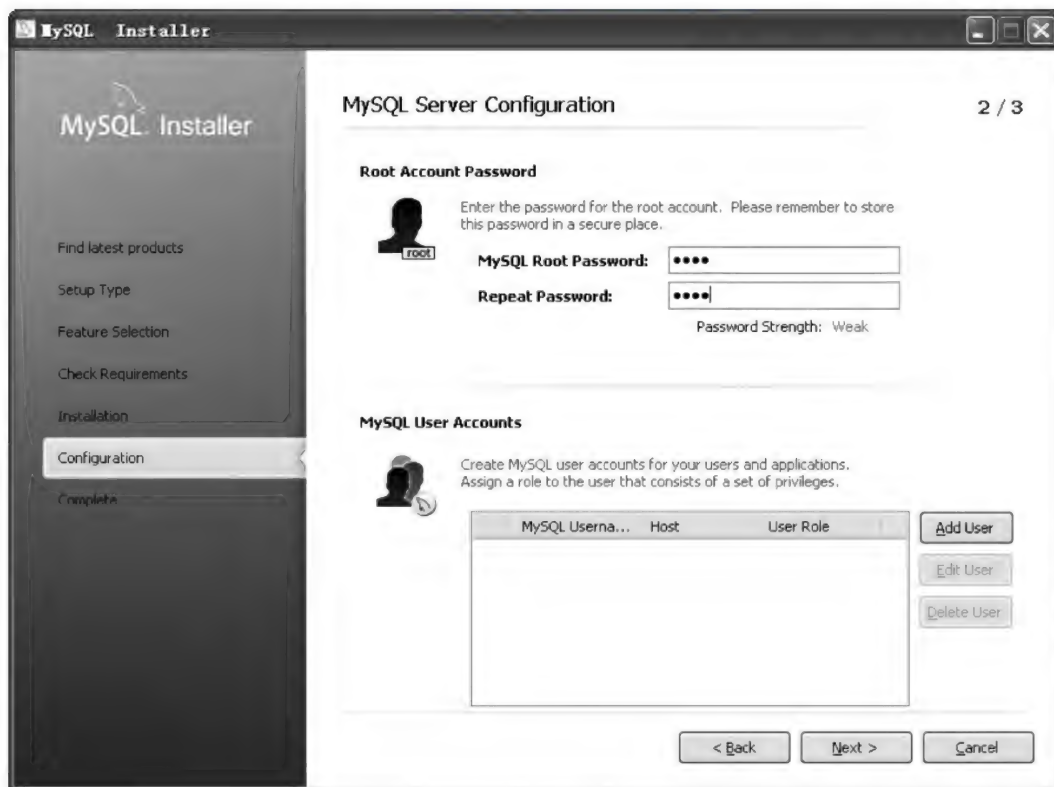 MySQL Installer
MySQL Installer
Find latest products
Setup Type
Feature Selection
Check Requirements
Installation
Configuration
Complete
MySQL Server Configuration
2 / 3
Root Account Password
root
Enter the password for the root account. Please remember to store
this password in a secure place.
MySQL Root Password: ●●●●
Repeat Password: ●●●●
Password Strength: Weak
MySQL User Accounts
Create MySQL user accounts for your users and applications.
Assign a role to the user that consists of a set of privileges.
MySQL Userna... Host User Role
Add User
Edit User
Delete User
< Back Next > Cancel